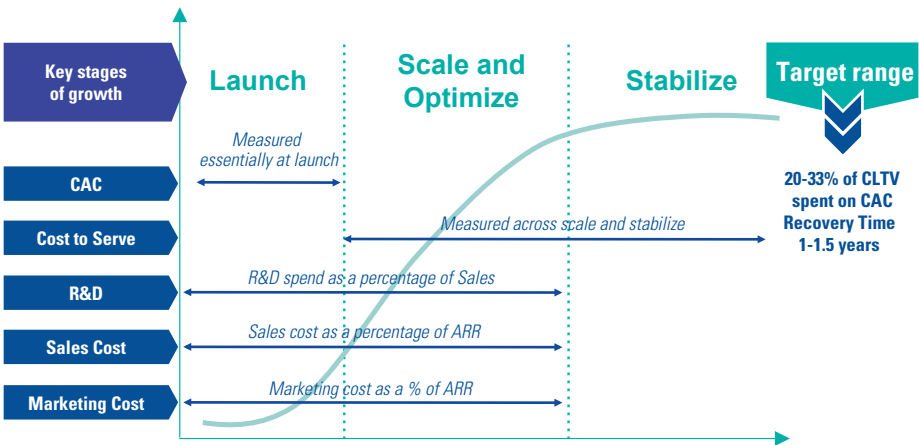 Key stages
of growth
Launch
Scale and
Optimize
Stabilize
Target range
Measured
essentially at launch
CAC
20-33% of CLTV
spent on CAC
Recovery Time
1-1.5 years
Cost to Serve
Measured across scale and stabilize
R&D
R&D spend as a percentage of Sales
Sales Cost
Sales cost as a percentage of ARR
Marketing Cost
Marketing cost as a % of ARR